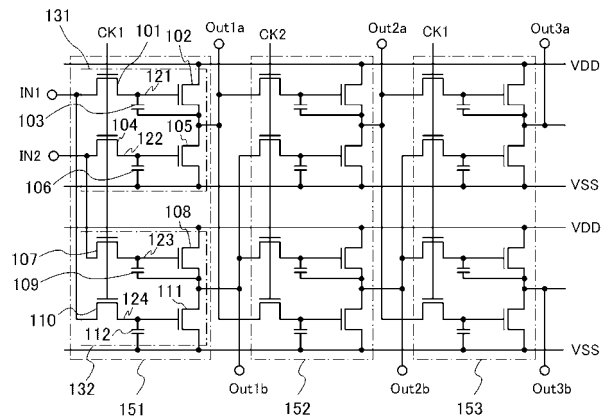 Out1a Out2a Out3a
131 CK1 101 102 CK2 CK1
VDD
IN1 121
103
104 105
122
IN2
106
VSS
108
VDD
107 123
109
111
110 124
112
VSS
132 151 Out1b 152 Out2b 153 Out3b